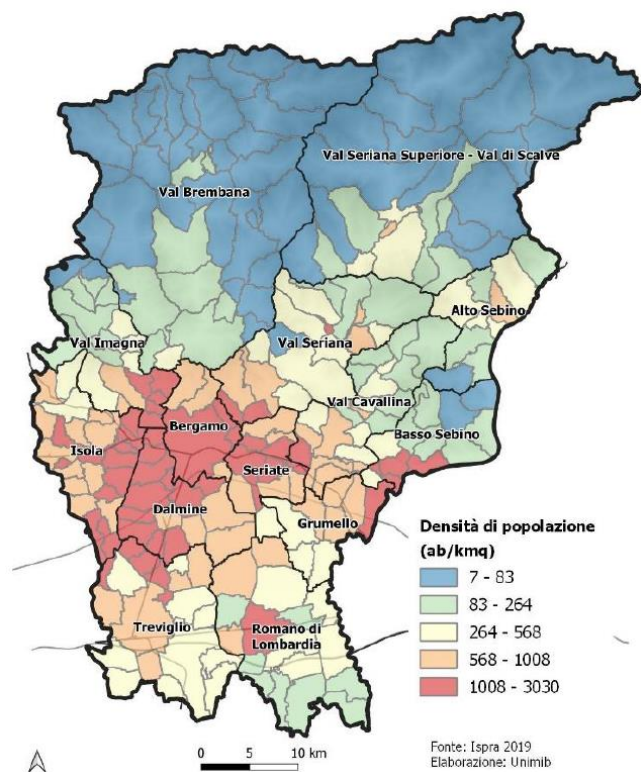 Val Seriana Superiore - Val di Scalve
Val Brembana
Alto Sebino
Val Imagna
Val Seriana
Val Cavallina
Basso Sebino
Bergamo
Isola
Seriate
Dalmine
Grumello
Treviglio
Romano di
Lombardia
Densità di popolazione
(ab/kmq)
7 - 83
83 - 264
264 - 568
568 - 1008
1008 - 3030
0 5 10 km
Fonte: Ispra 2019
Elaborazione: Unimib